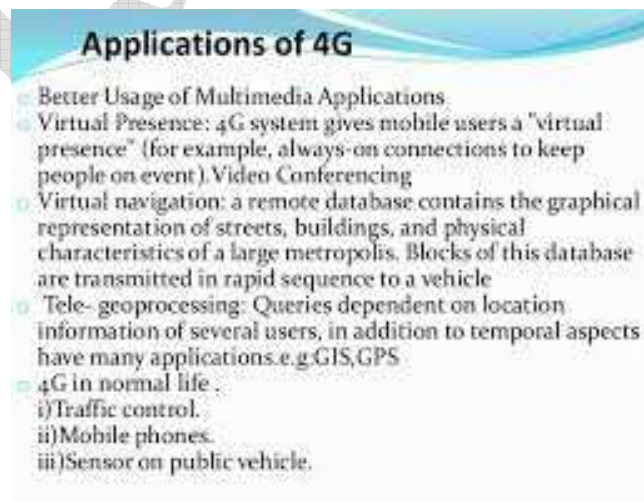 Applications of 4G
Better Usage of Multimedia Applications
Virtual Presence: 4G system gives mobile users a "virtual
presence" (for example, always-on connections to keep
people on event).Video Conferencing
Virtual navigation: a remote database contains the graphical
representation of streets, buildings, and physical
characteristics of a large metropolis. Blocks of this database
are transmitted in rapid sequence to a vehicle
Tele- geoprocessing: Queries dependent on location
information of several users, in addition to temporal aspects
have many applications.e.g:GIS,GPS
4G in normal life .
i)Traffic control.
ii)Mobile phones.
iii)Sensor on public vehicle.